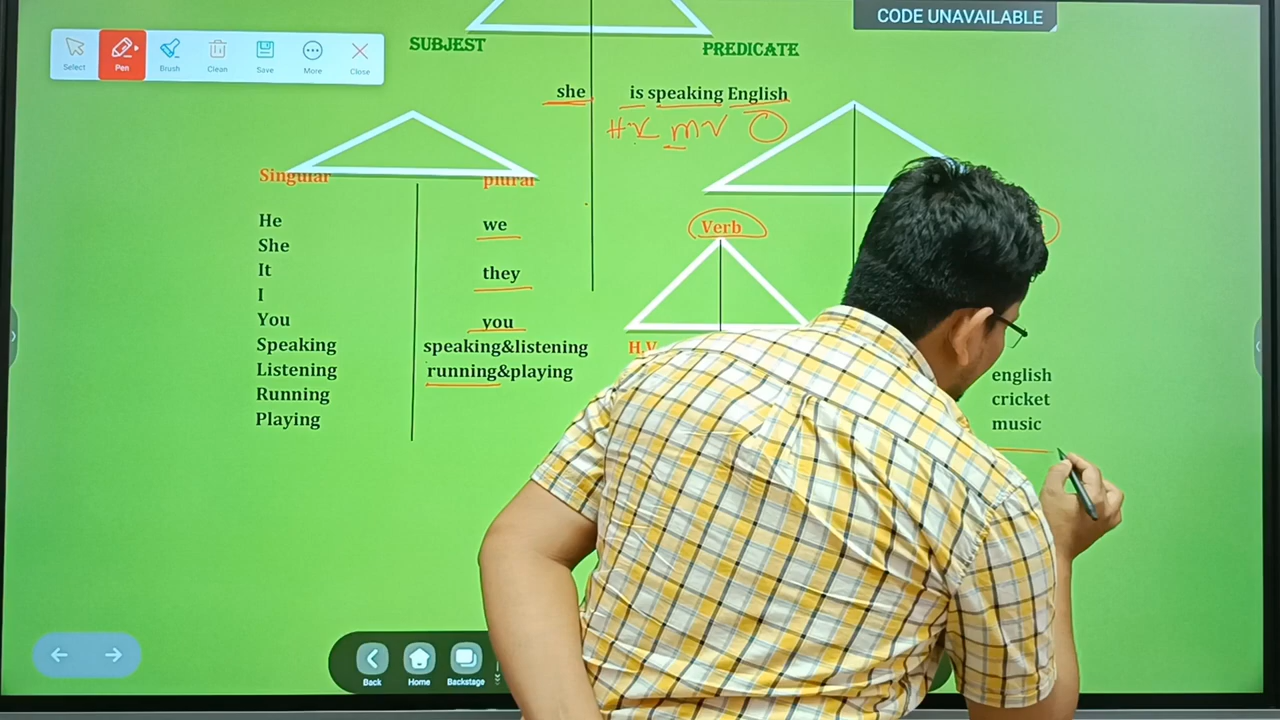 CODE UNAVAILABLE
Select Pen Brush Clean Save More Close
SUBJEST PREDICATE
she is speaking English
HV MV O
Singular plural
He we
She
It they
I
You you
Speaking speaking&listening
Listening running&playing
Running
Playing
Verb
H.V
english
cricket
music
Back Home Backstage